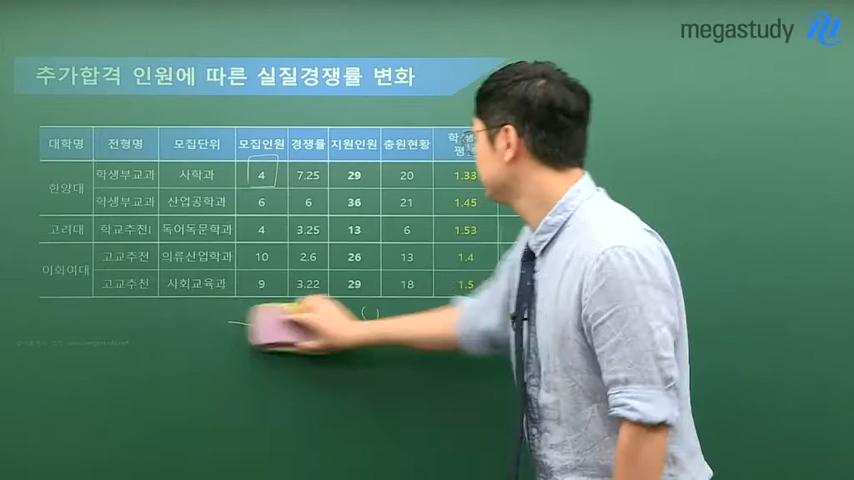 megastudy
추가합격 인원에 따른 실질경쟁률 변화
대학명 전형명 모집단위 모집인원 경쟁률 지원인원 충원현황
한양대 학생부교과 사학과 4 7.25 29 20 1.33
학생부교과 산업공학과 6 6 36 21 1.45
고려대 학교추천I 독어독문학과 4 3.25 13 6 1.53
이화여대 고교추천 의류산업학과 10 2.6 26 13 1.4
고교추천 사회교육과 9 3.22 29 18 1.5